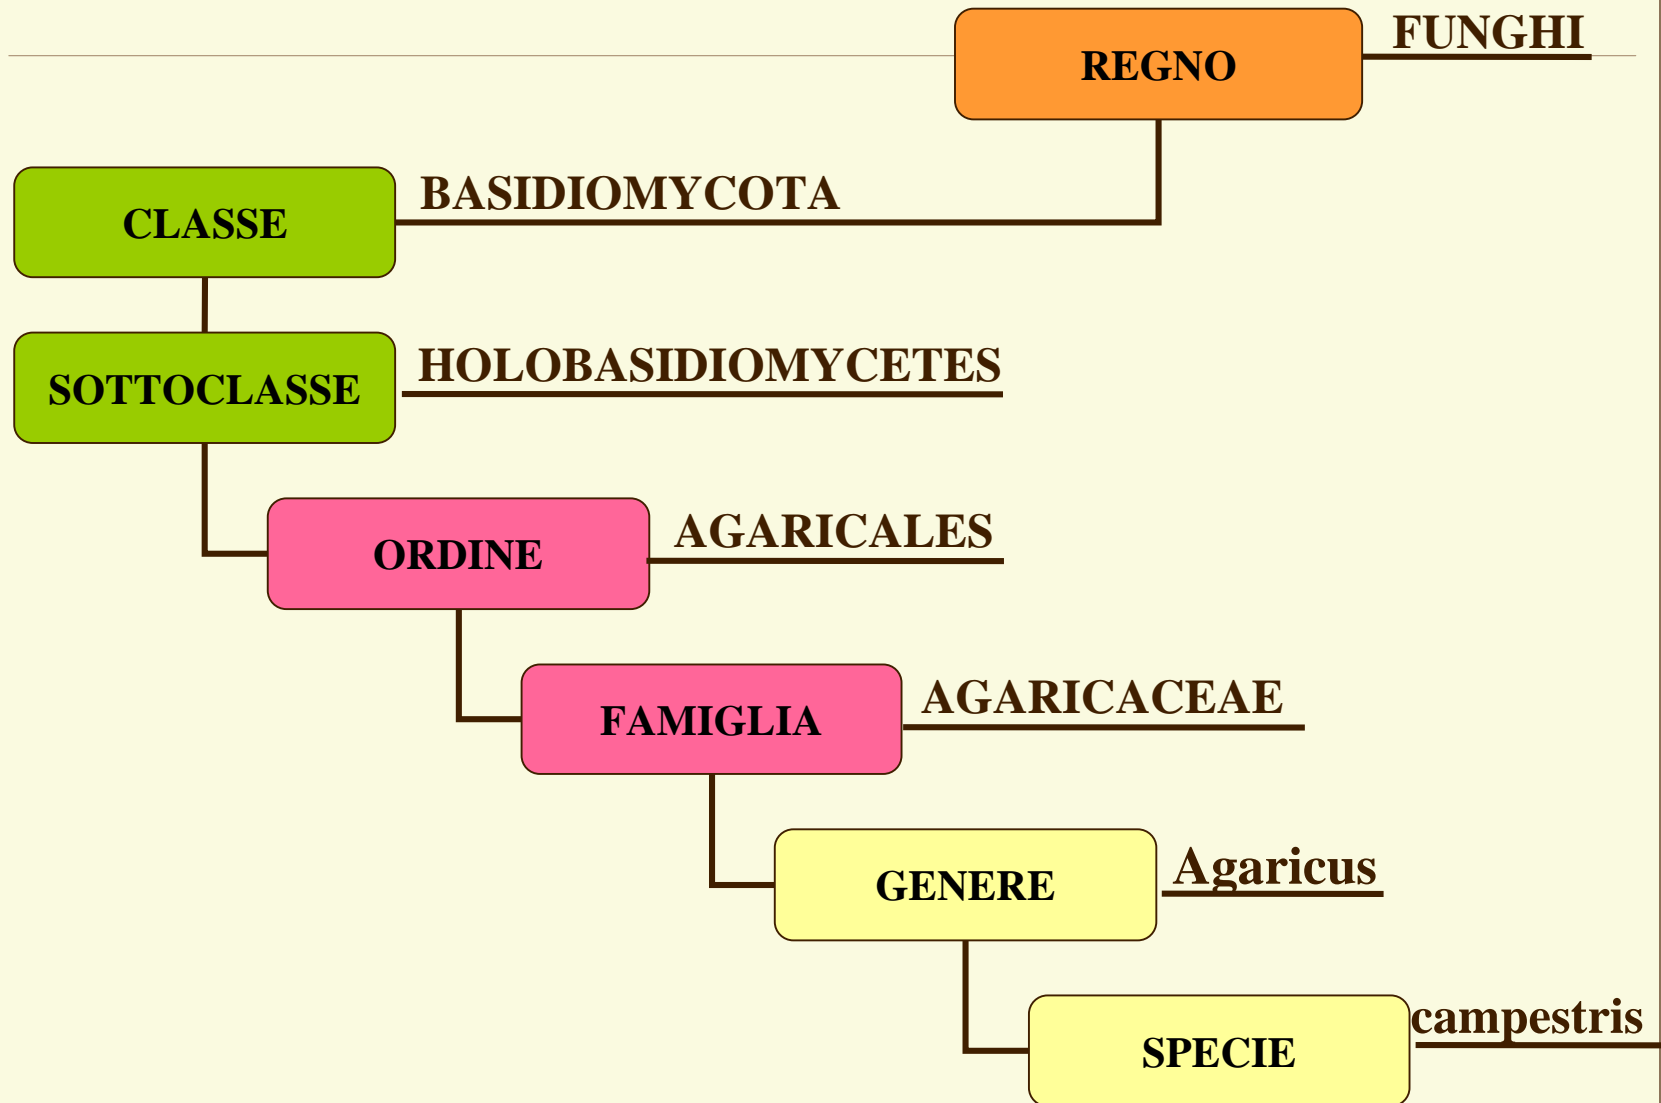 REGNO FUNGHI
CLASSE BASIDIOMYCOTA
SOTTOCLASSE HOLOBASIDIOMYCETES
ORDINE AGARICALES
FAMIGLIA AGARICACEAE
GENERE Agaricus
SPECIE campestris